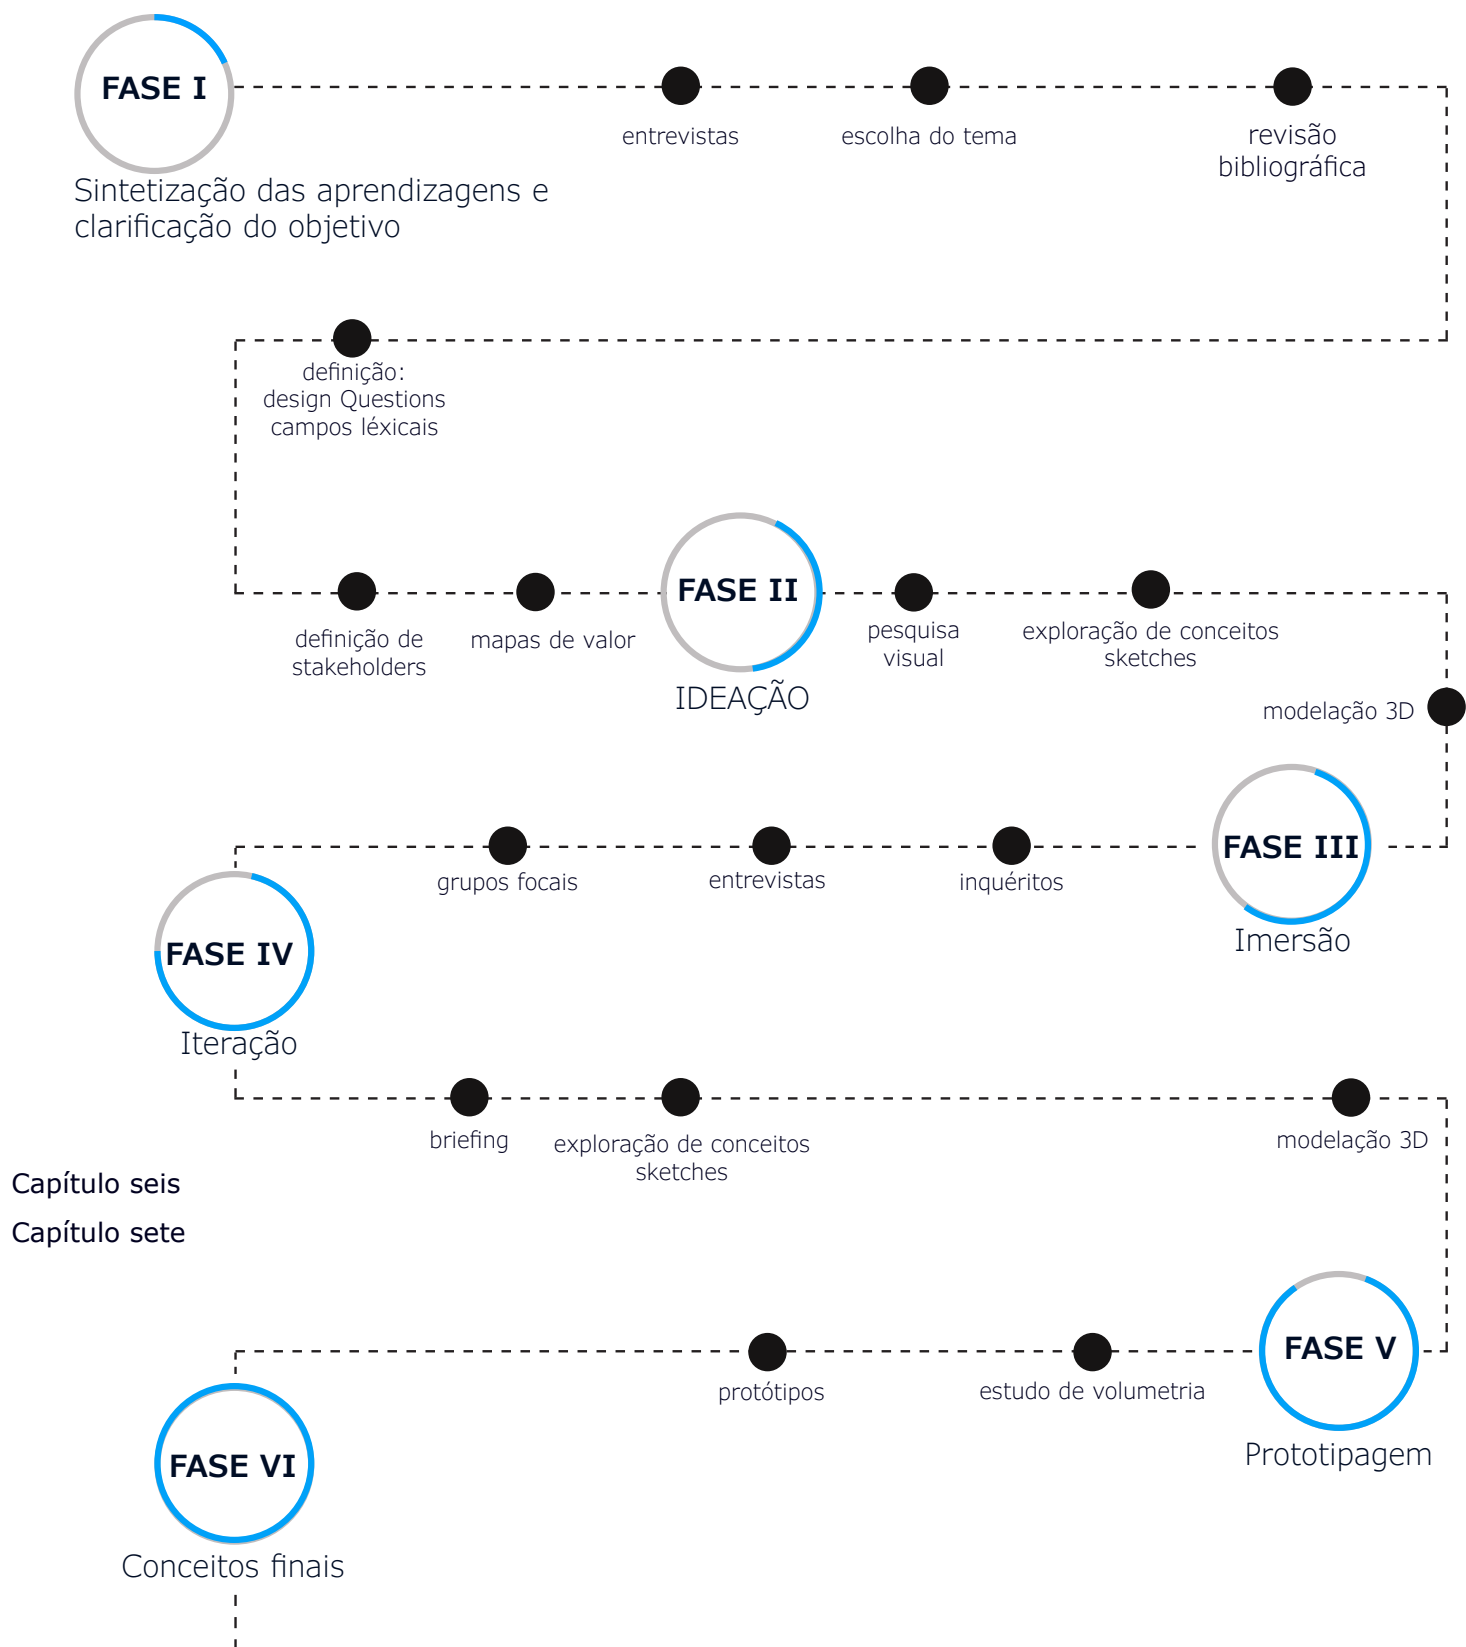 FASE I
entrevistas
escolha do tema
revisão
bibliográfica
Sintetização das aprendizagens e
clarificação do objetivo
definição:
design Questions
campos léxicais
definição de
stakeholders
mapas de valor
FASE II
IDEAÇÃO
pesquisa
visual
exploração de conceitos
sketches
modelação 3D
FASE III
Imersão
inquéritos
entrevistas
grupos focais
FASE IV
Iteração
briefing
exploração de conceitos
sketches
modelação 3D
Capítulo seis
Capítulo sete
FASE V
Prototipagem
estudo de volumetria
protótipos
FASE VI
Conceitos finais